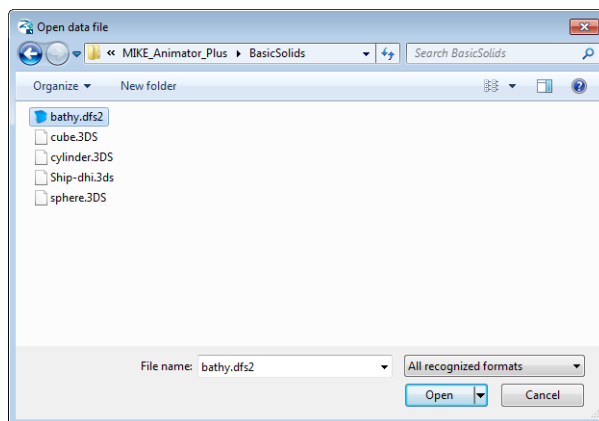 Open data file
« MIKE_Animator_Plus BasicSolids Search BasicSolids
Organize New folder
bathy.dfs2
cube.3DS
cylinder.3DS
Ship-dhi.3ds
sphere.3DS
File name: bathy.dfs2 All recognized formats
Open Cancel